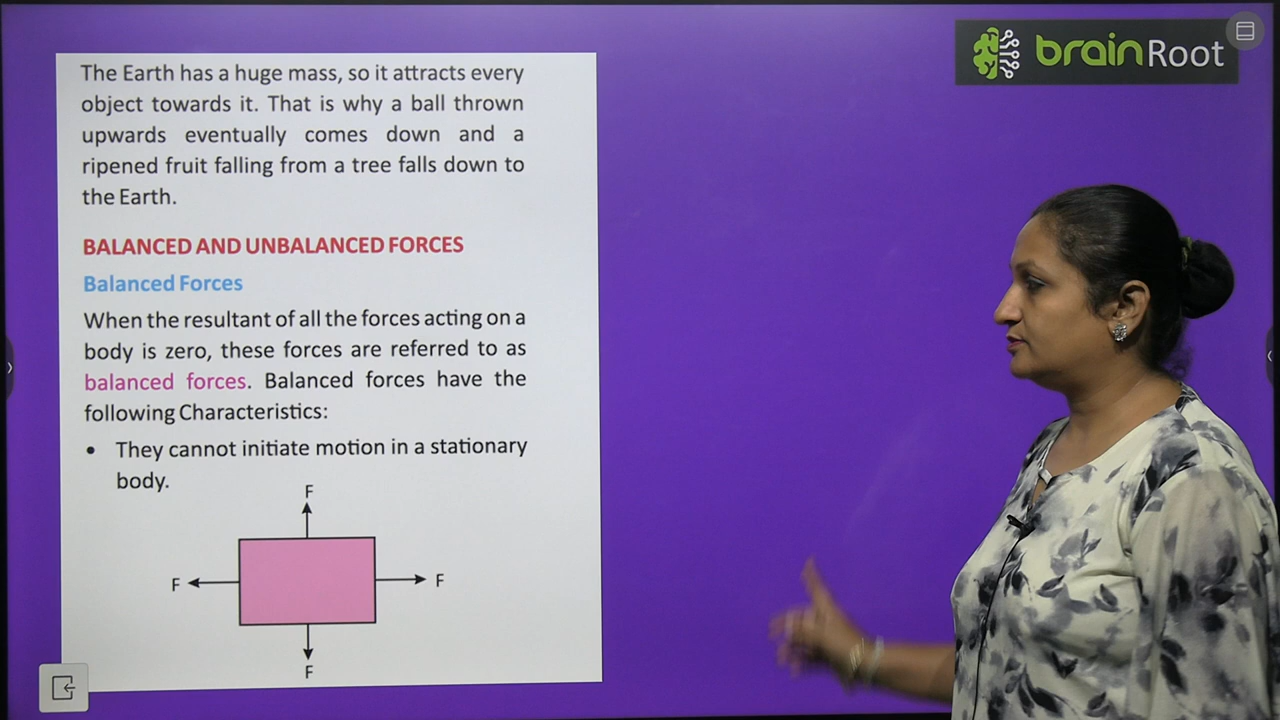 The Earth has a huge mass, so it attracts every
object towards it. That is why a ball thrown
upwards eventually comes down and a
ripened fruit falling from a tree falls down to
the Earth.
BALANCED AND UNBALANCED FORCES
Balanced Forces
When the resultant of all the forces acting on a
body is zero, these forces are referred to as
balanced forces. Balanced forces have the
following Characteristics:
• They cannot initiate motion in a stationary
body.
F
F
F
F
brainRoot